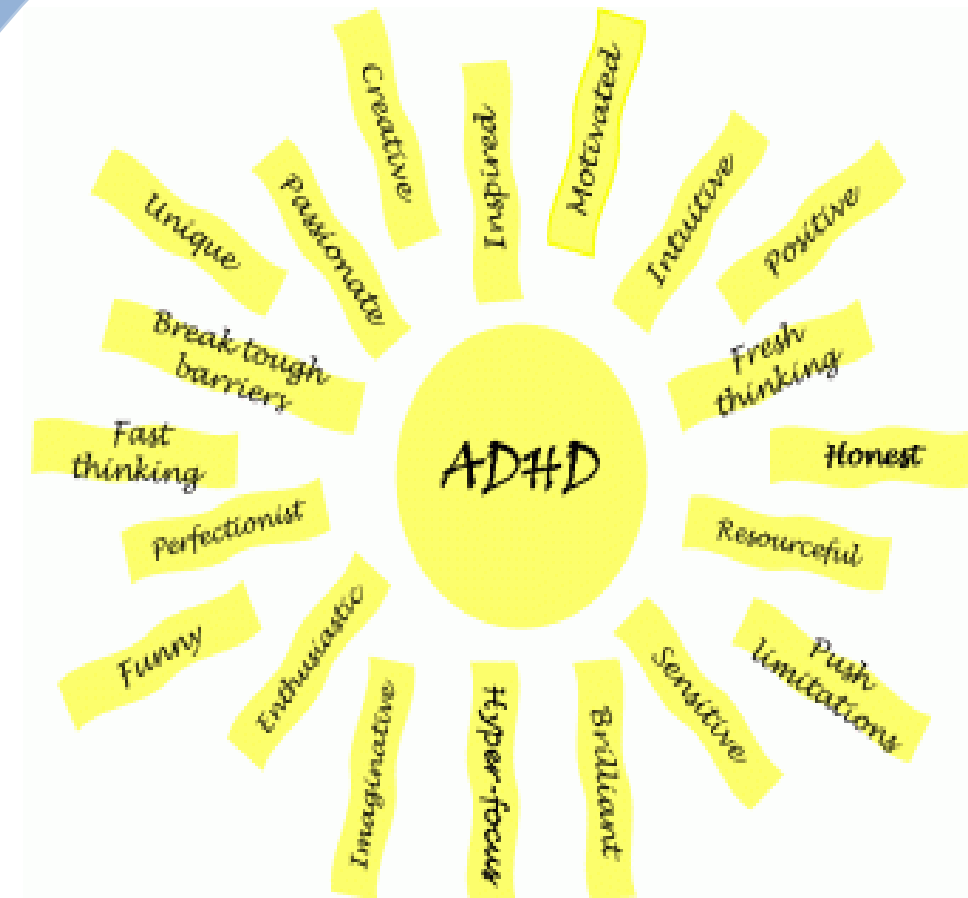 Creative
Inspired
Motivated
Unique
Passionate
Intuitive
Positive
Break tough
barriers
Fresh
thinking
Fast
thinking
ADHD
Honest
Perfectionist
Resourceful
Funny
Enthusiastic
Sensitive
Push
limitations
Imaginative
Hyper-focus
Brilliant